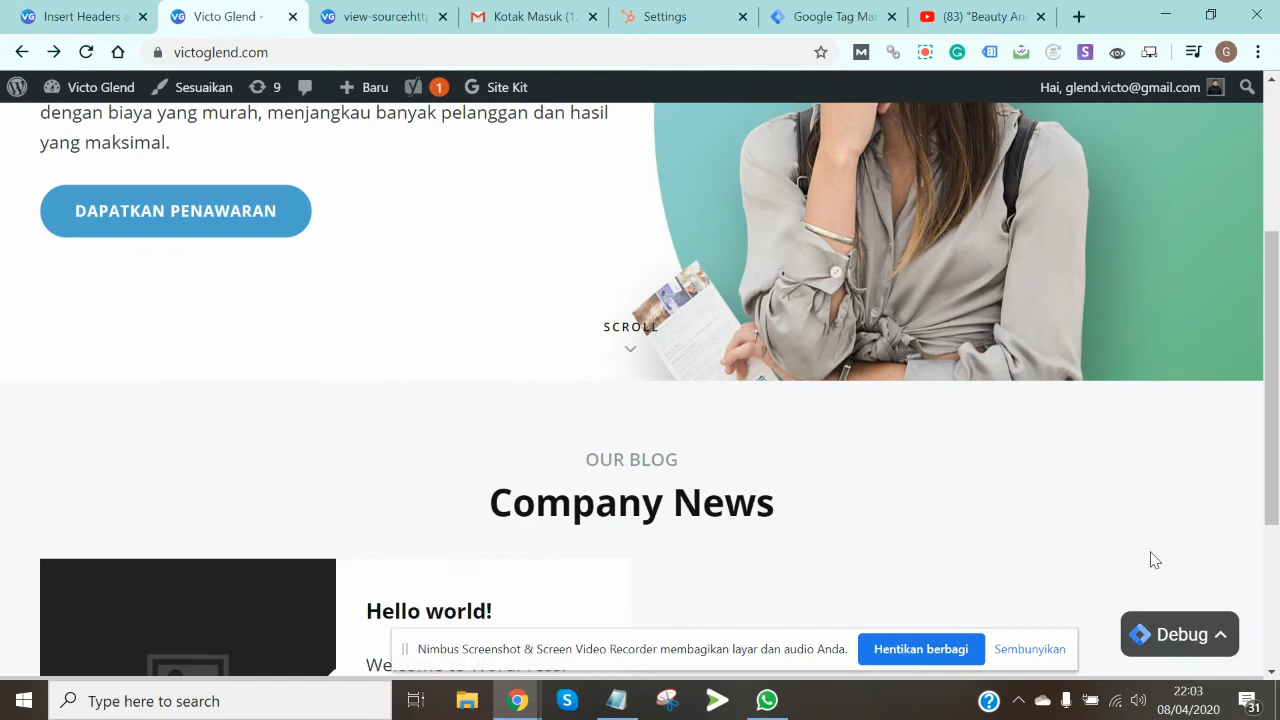 Insert Headers a
Victo Glend -
view-source:http
Kotak Masuk (1.
Settings
Google Tag Mar
(83) "Beauty An
victoglend.com
Victo Glend
Sesuaikan
9
Baru
1
Site Kit
Hai, glend.victo@gmail.com
dengan biaya yang murah, menjangkau banyak pelanggan dan hasil
yang maksimal.
DAPATKAN PENAWARAN
SCROLL
OUR BLOG
Company News
Hello world!
Welcome to WordPress.
Nimbus Screenshot & Screen Video Recorder membagikan layar dan audio Anda.
Hentikan berbagi
Sembunyikan
Debug
Type here to search
22:03
08/04/2020
31